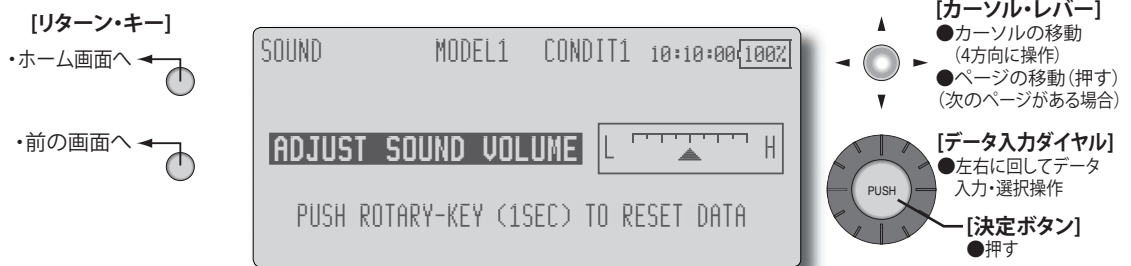 [リターン・キー]
・ホーム画面へ
・前の画面へ
SOUND MODEL1 CONDIT1 10:10:00 100%
ADJUST SOUND VOLUME L H
PUSH ROTARY-KEY (1SEC) TO RESET DATA
[カーソル・レバー]
●カーソルの移動
(4方向に操作)
●ページの移動(押す)
(次のページがある場合)
[データ入力ダイヤル]
●左右に回してデータ
入力・選択操作
PUSH
[決定ボタン]
●押す